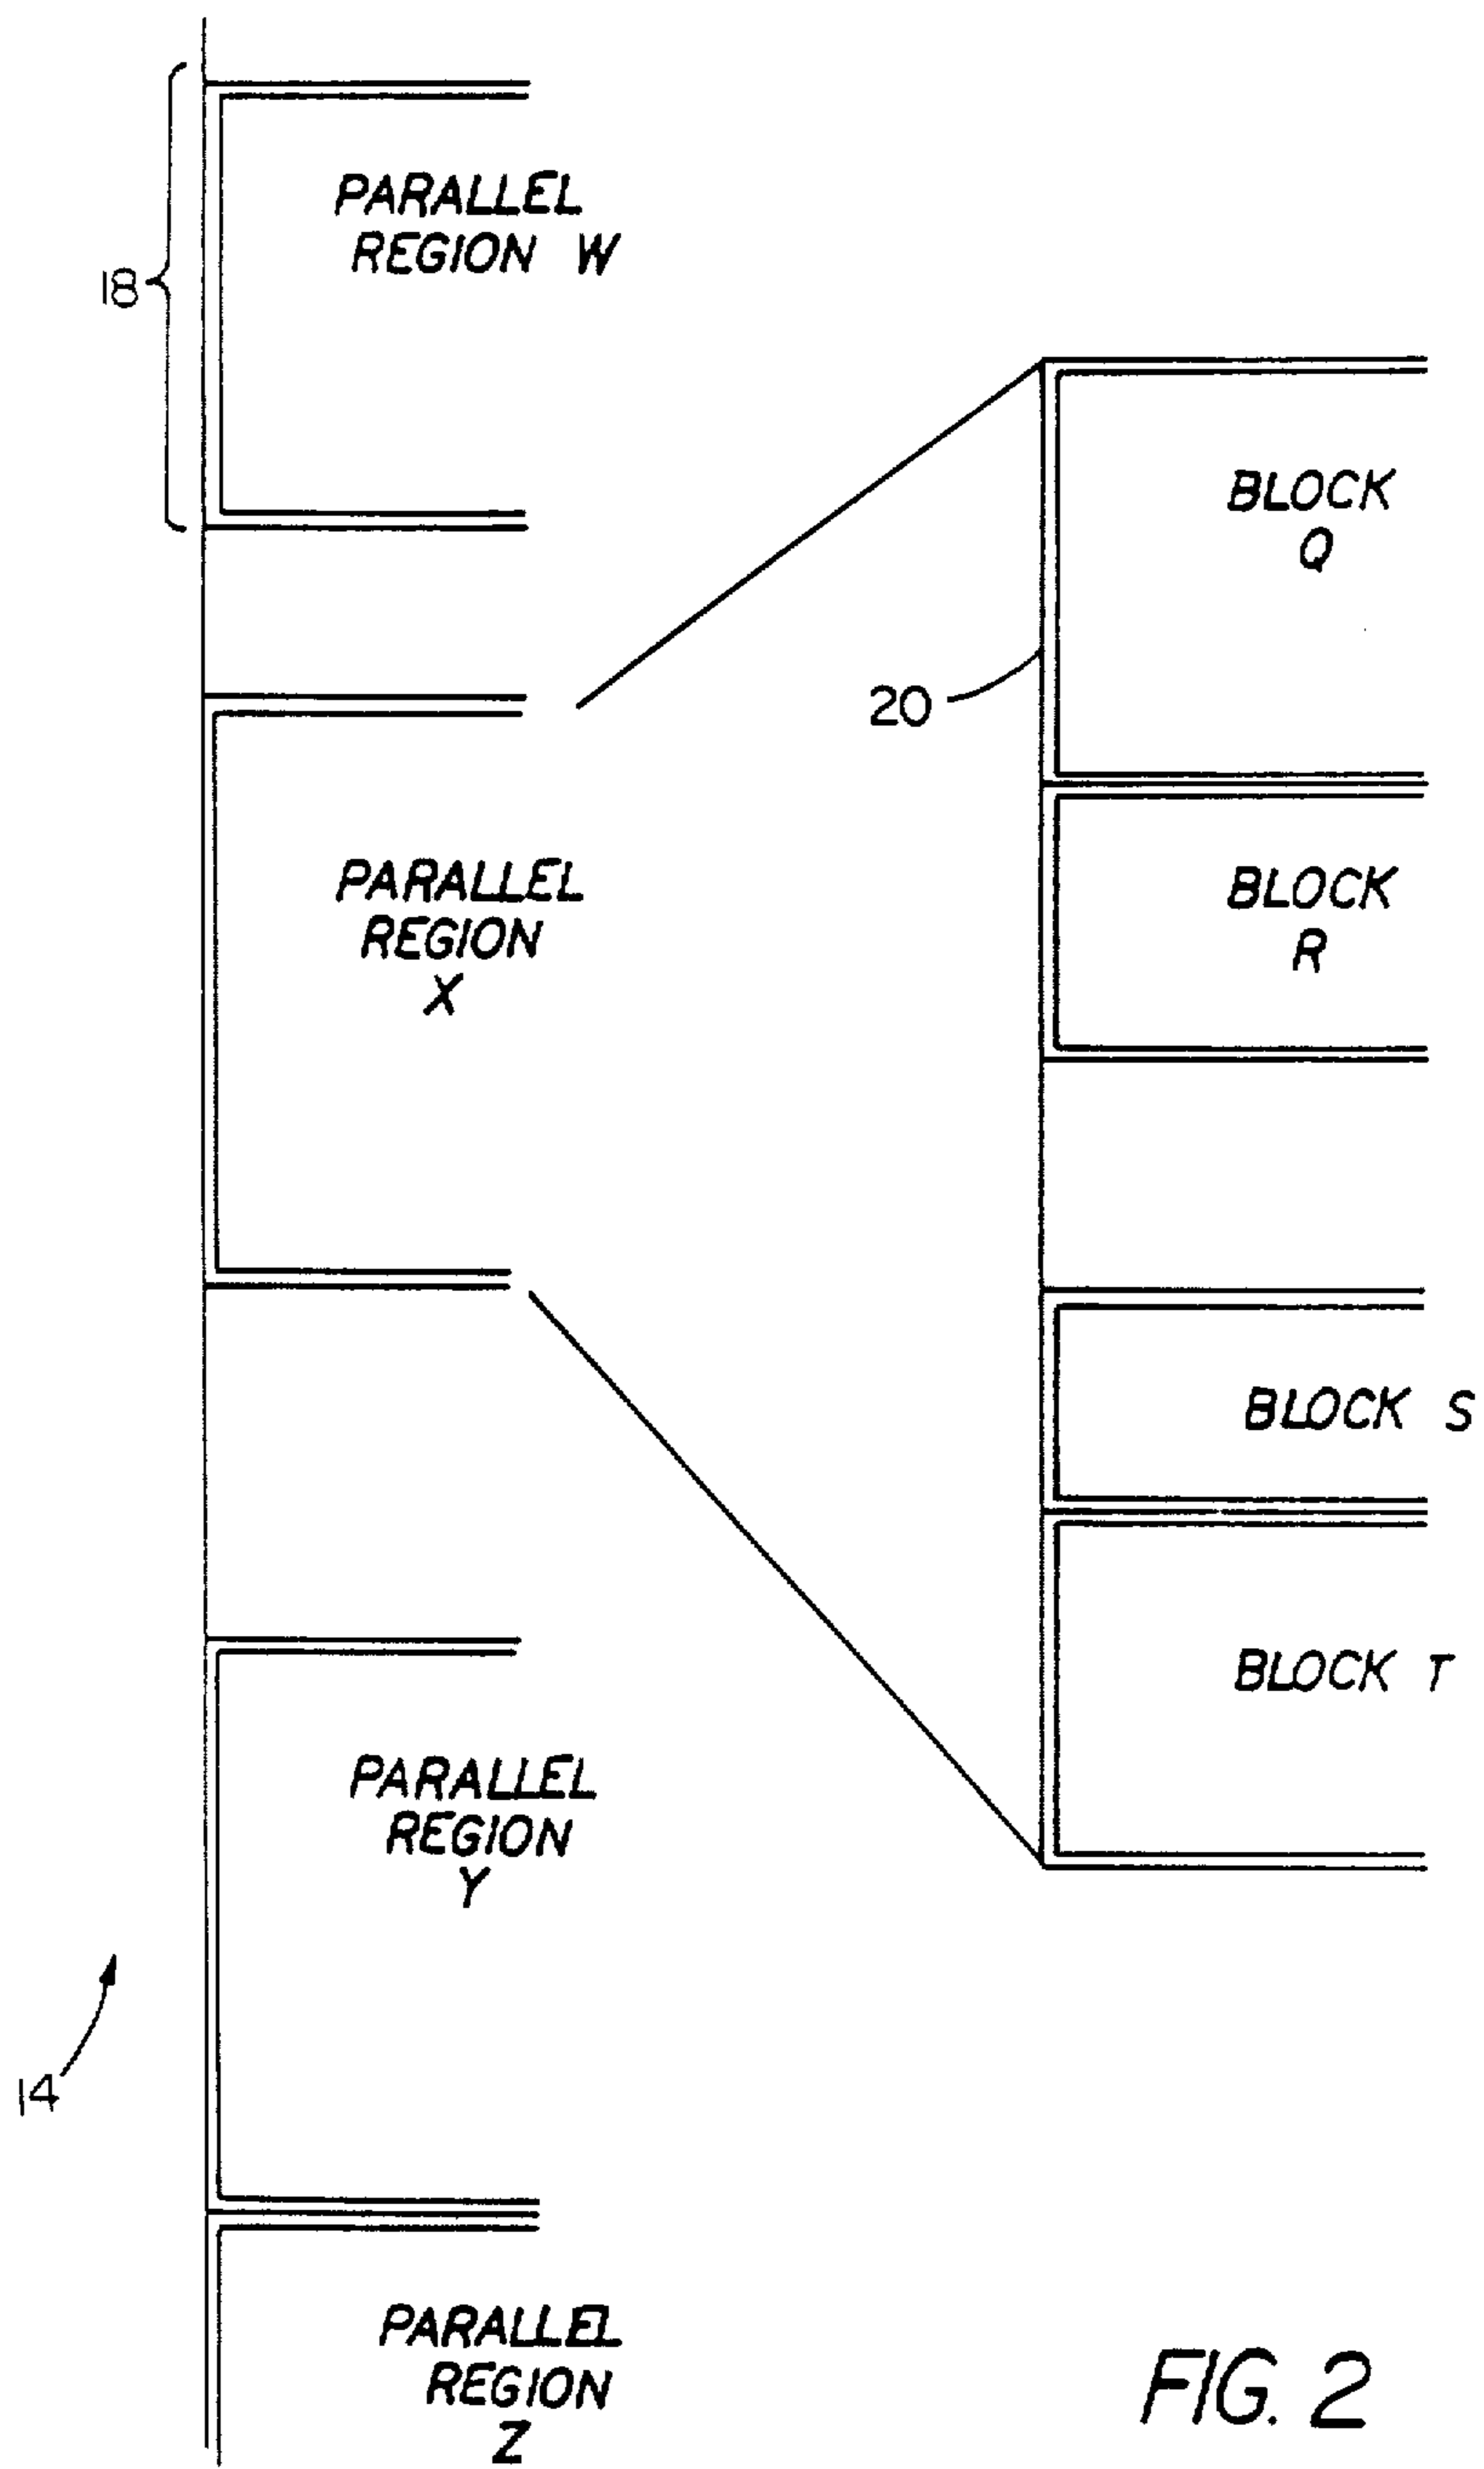 18
PARALLEL
REGION W
PARALLEL
REGION
X
PARALLEL
REGION
Y
14
PARALLEL
REGION
Z
20
BLOCK
Q
BLOCK
R
BLOCK S
BLOCK T
FIG. 2